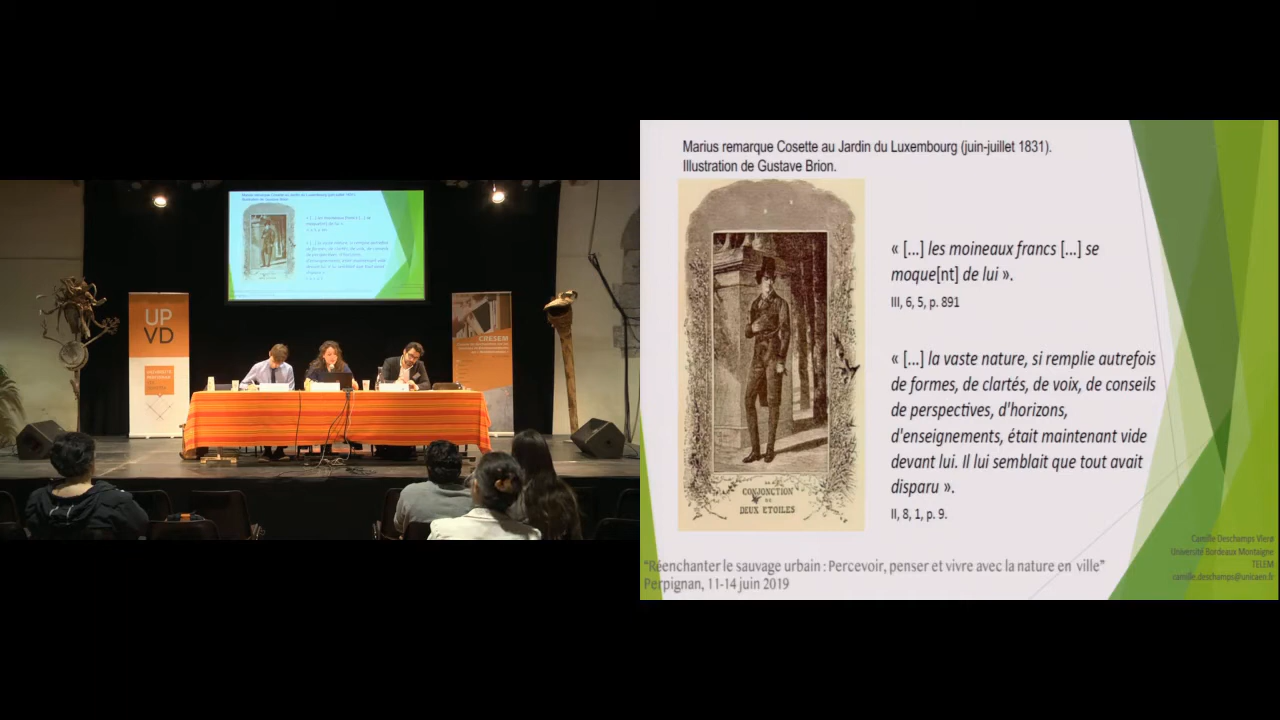 UP
VD
UNIVERSITÉ
PERPIGNAN
CRESEM
Marius remarque Cosette au Jardin du Luxembourg (juin-juillet 1831).
Illustration de Gustave Brion.
« [...] les moineaux francs [...] se
moque[nt] de lui ».
III, 6, 5, p. 891
« [...] la vaste nature, si remplie autrefois
de formes, de clartés, de voix, de conseils
de perspectives, d'horizons,
d'enseignements, était maintenant vide
devant lui. Il lui semblait que tout avait
disparu ».
II, 8, 1, p. 9.
CONJONCTION
DE
DEUX ETOILES
Camille Deschamps Vierø
Université Bordeaux Montaigne
TELEM
camille.deschamps@unicaen.fr
"Réenchanter le sauvage urbain : Percevoir, penser et vivre avec la nature en ville"
Perpignan, 11-14 juin 2019